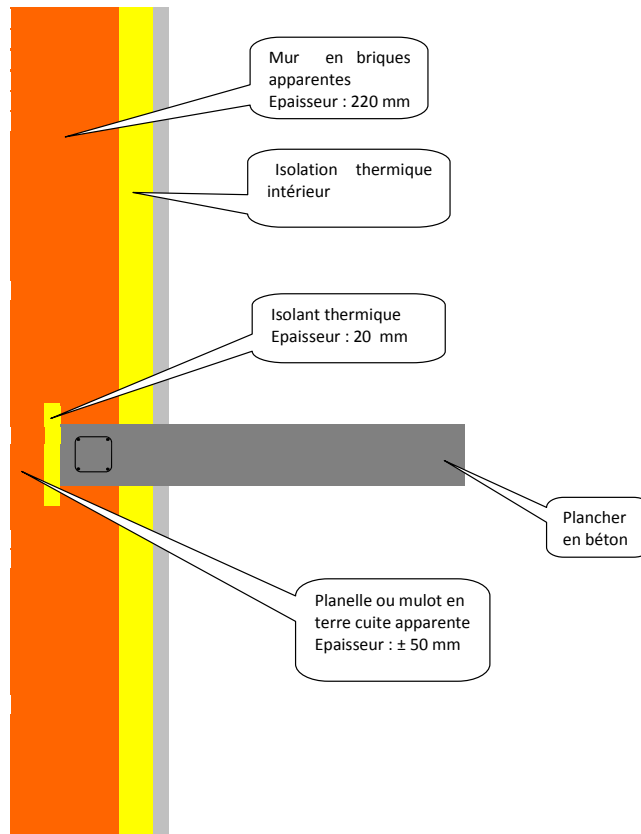 Mur en briques
apparentes
Epaisseur : 220 mm
Isolation thermique
intérieur
Isolant thermique
Epaisseur : 20 mm
Plancher
en béton
Planelle ou mulot en
terre cuite apparente
Epaisseur : ± 50 mm